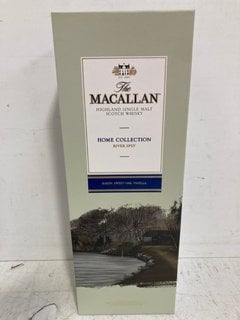 The
MACALLAN
HIGHLAND SINGLE MALT
SCOTCH WHISKY
HOME COLLECTION
RIVER SPEY